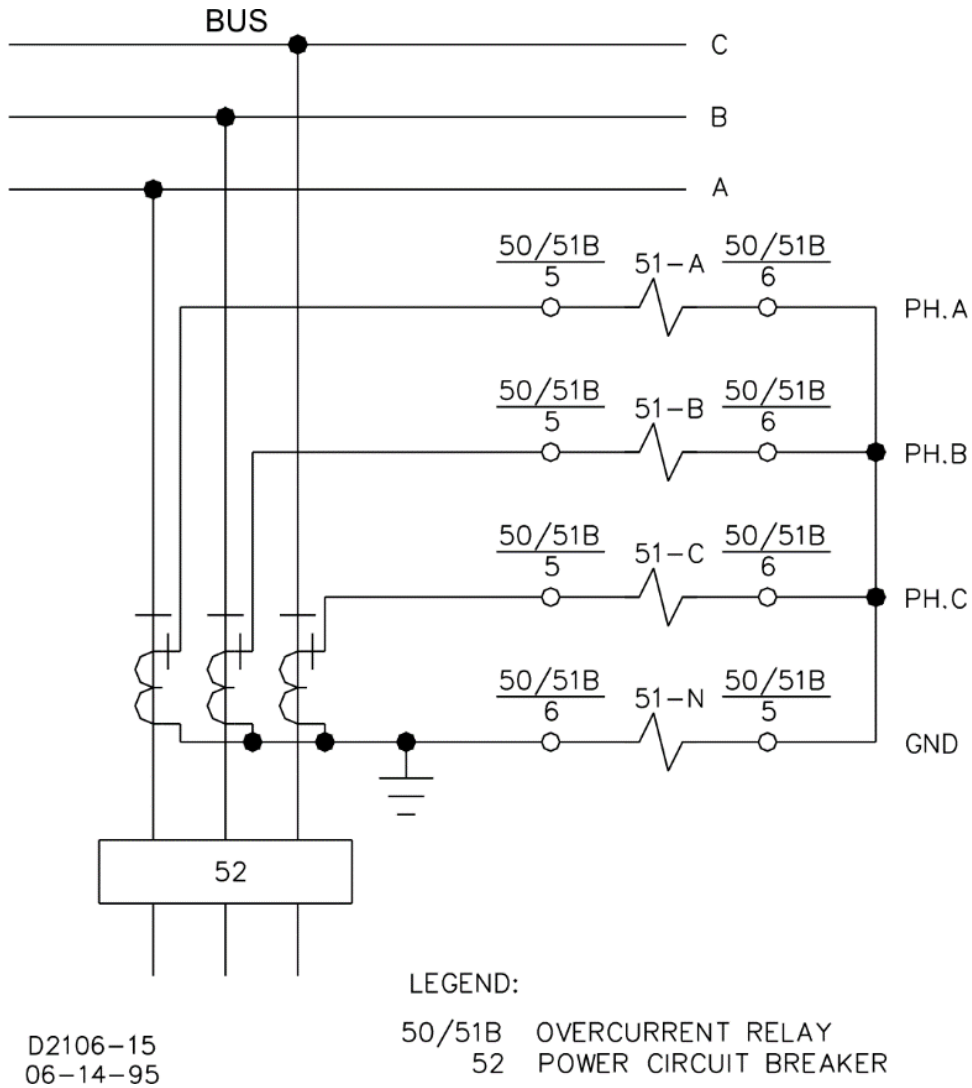 BUS
C
B
A
50/51B
5
51-A
50/51B
6
PH.A
50/51B
5
51-B
50/51B
6
PH.B
50/51B
5
51-C
50/51B
6
PH.C
50/51B
6
51-N
50/51B
5
GND
52
LEGEND:
50/51B OVERCURRENT RELAY
52 POWER CIRCUIT BREAKER
D2106-15
06-14-95